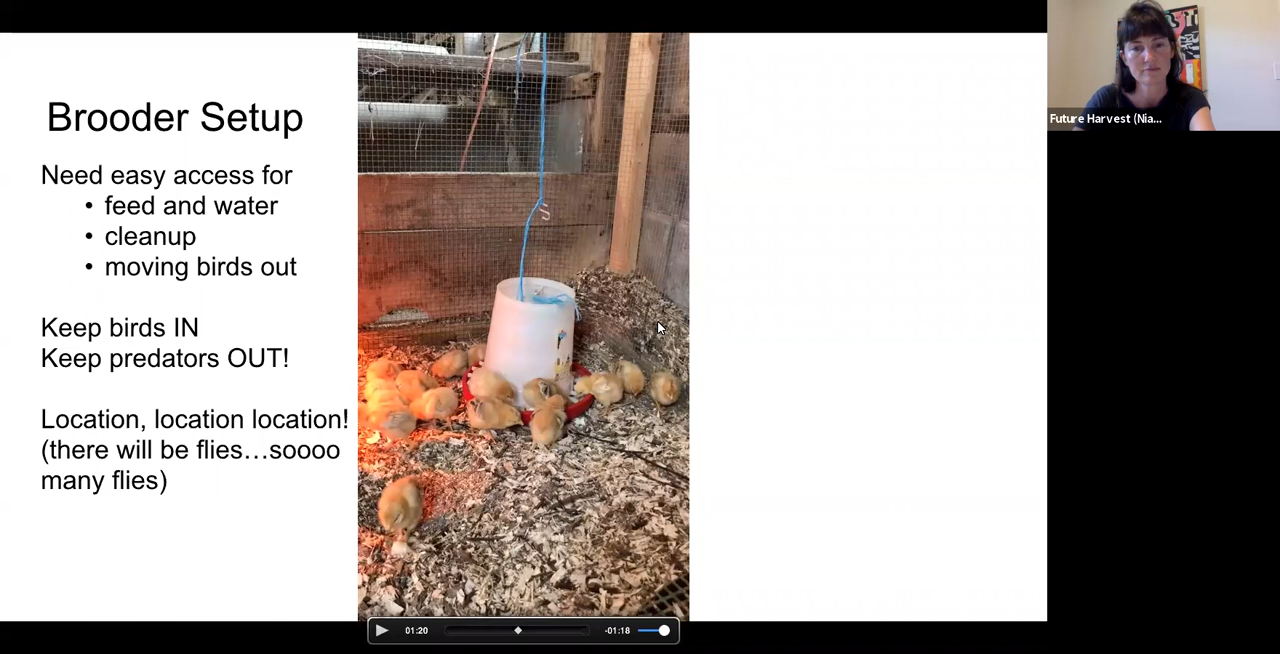 Brooder Setup
Need easy access for
• feed and water
• cleanup
• moving birds out
Keep birds IN
Keep predators OUT!
Location, location location!
(there will be flies…soooo
many flies)
Future Harvest (Nia...
01:20
-01:18